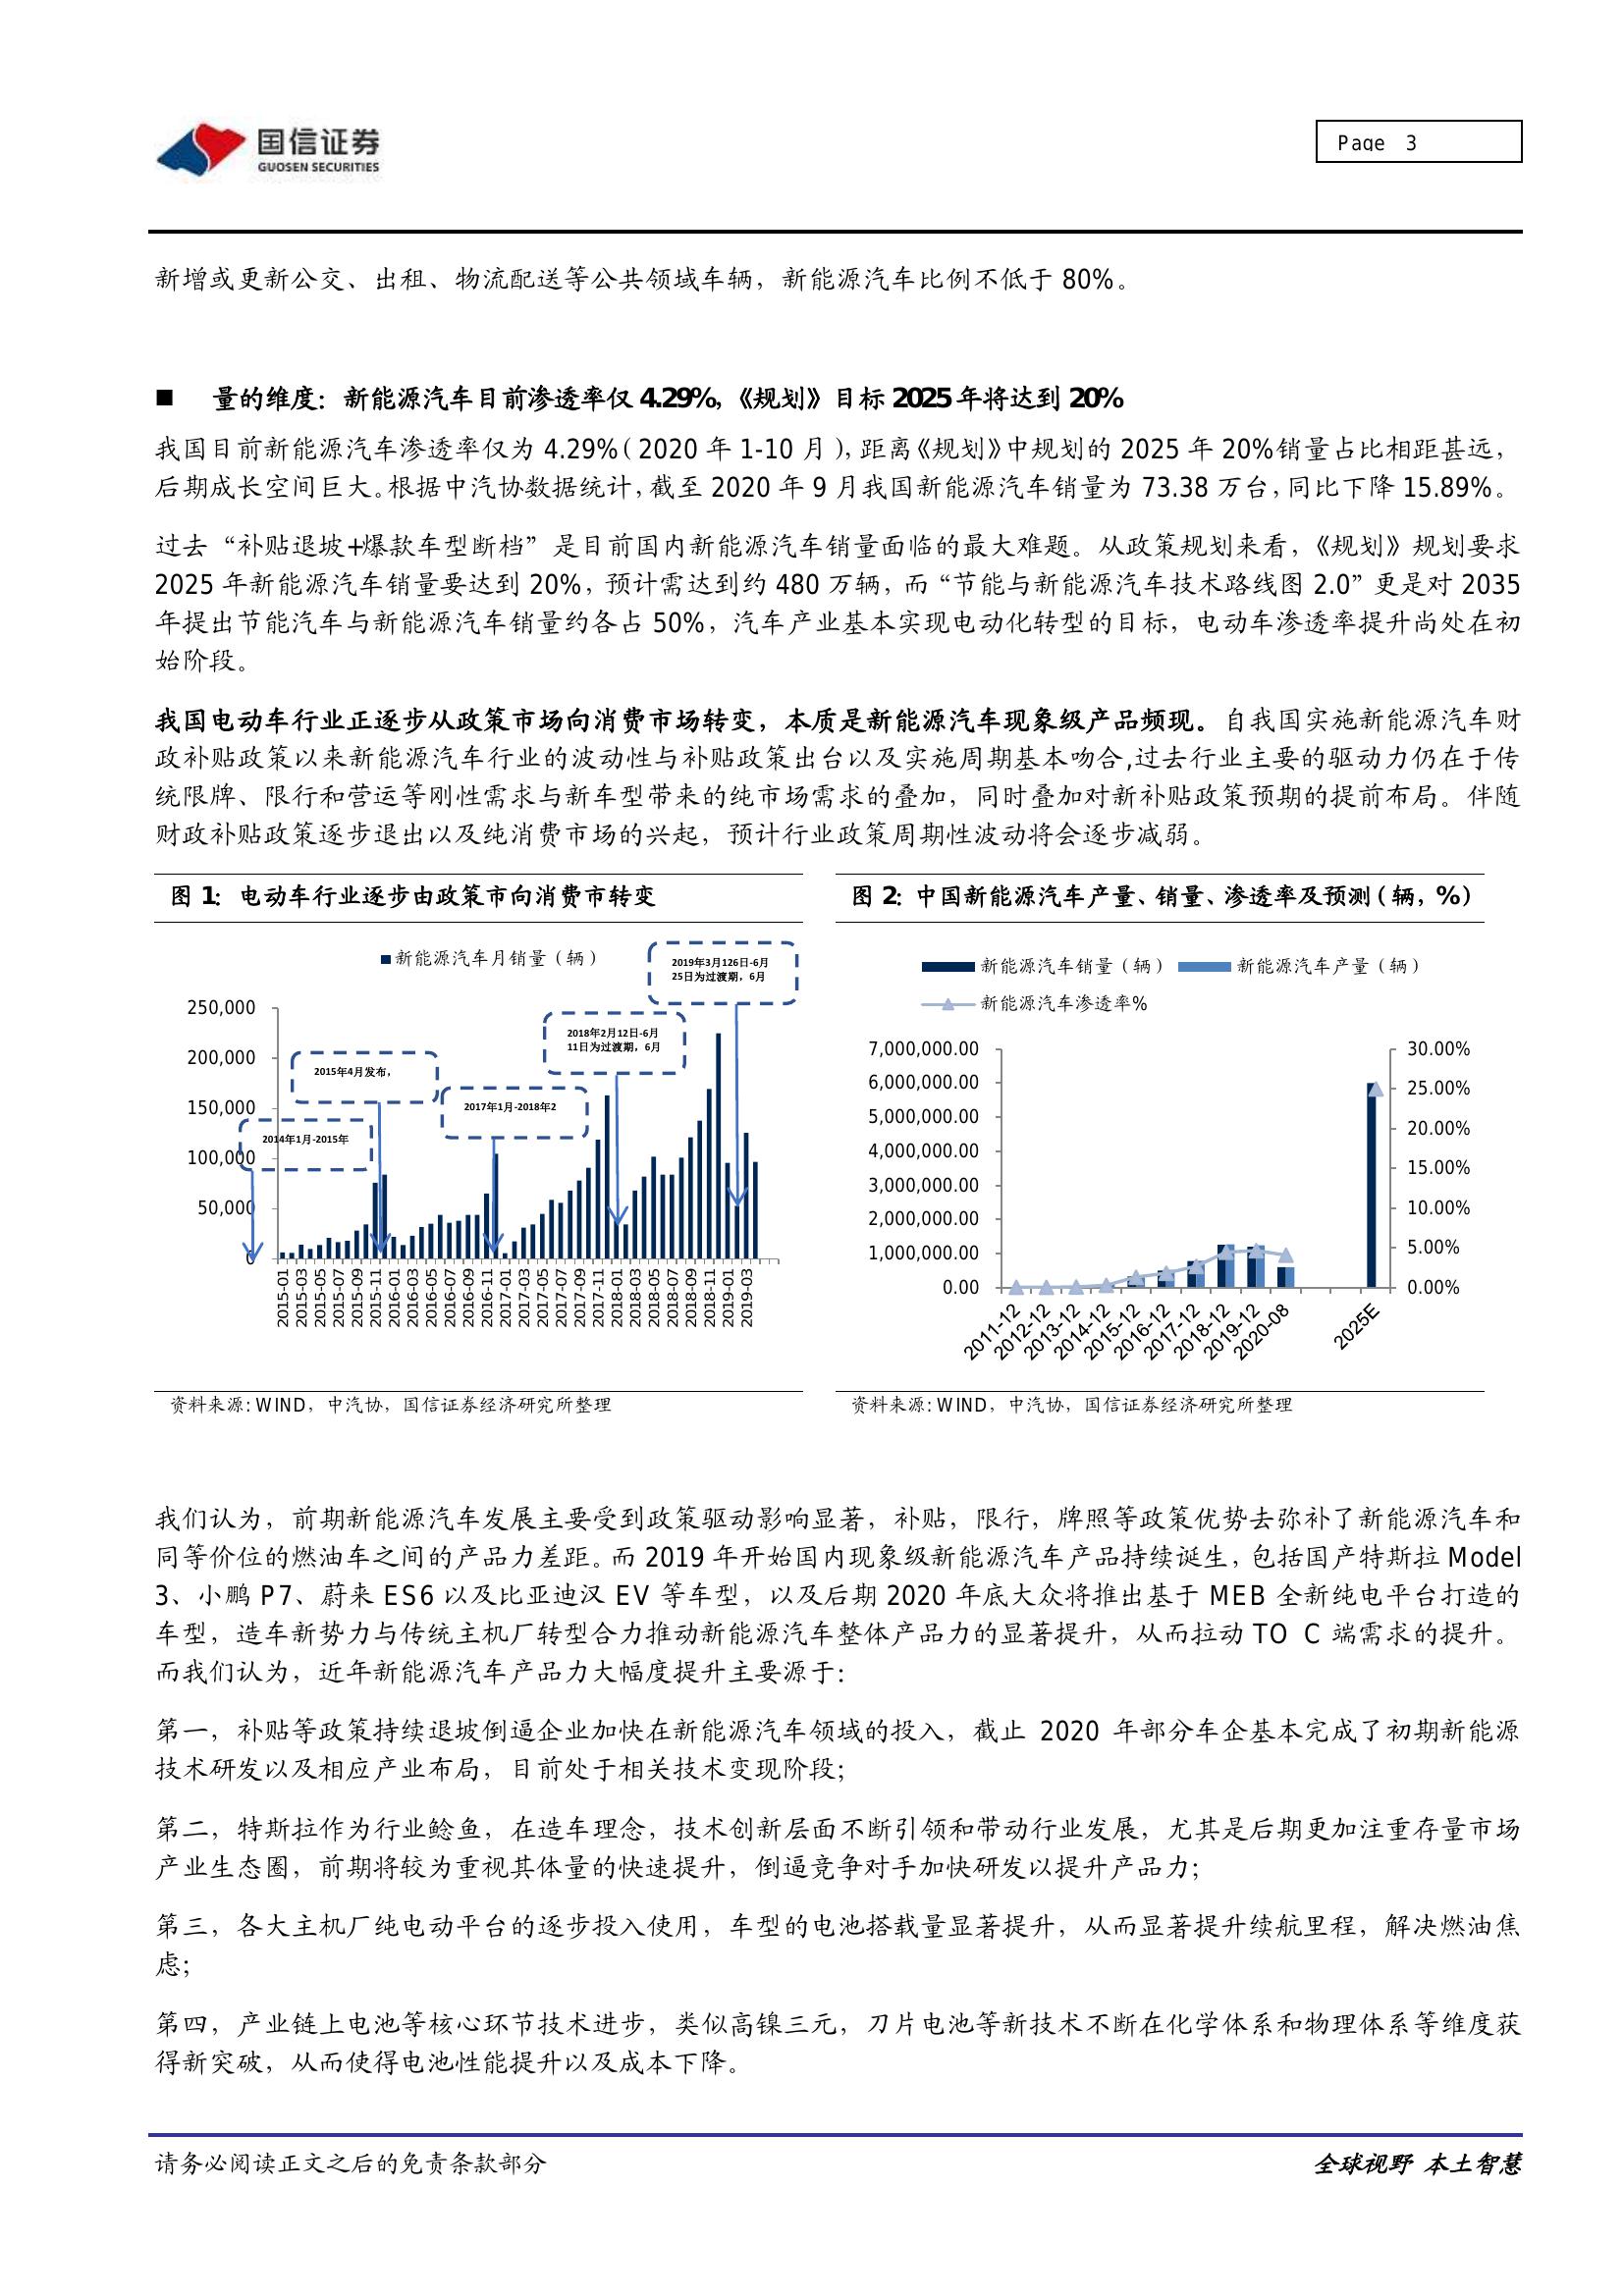 国信证券
GUOSEN SECURITIES
Page 3
新增或更新公交、出租、物流配送等公共领域车辆，新能源汽车比例不低于 80%。
■ 量的维度：新能源汽车目前渗透率仅 4.29%，《规划》目标 2025 年将达到 20%
我国目前新能源汽车渗透率仅为 4.29%（2020 年 1-10 月），距离《规划》中规划的 2025 年 20%销量占比相距甚远，
后期成长空间巨大。根据中汽协数据统计，截至 2020 年 9 月我国新能源汽车销量为 73.38 万台，同比下降 15.89%。
过去“补贴退坡+爆款车型断档”是目前国内新能源汽车销量面临的最大难题。从政策规划来看，《规划》规划要求
2025 年新能源汽车销量要达到 20%，预计需达到约 480 万辆，而“节能与新能源汽车技术路线图 2.0”更是对 2035
年提出节能汽车与新能源汽车销量约各占 50%，汽车产业基本实现电动化转型的目标，电动车渗透率提升尚处在初
始阶段。
我国电动车行业正逐步从政策市场向消费市场转变，本质是新能源汽车现象级产品频现。自我国实施新能源汽车财
政补贴政策以来新能源汽车行业的波动性与补贴政策出台以及实施周期基本吻合,过去行业主要的驱动力仍在于传
统限牌、限行和营运等刚性需求与新车型带来的纯市场需求的叠加，同时叠加对新补贴政策预期的提前布局。伴随
财政补贴政策逐步退出以及纯消费市场的兴起，预计行业政策周期性波动将会逐步减弱。
图 1：电动车行业逐步由政策市向消费市转变
新能源汽车月销量（辆）
2019年3月126日-6月
25日为过渡期，6月
2018年2月12日-6月
11日为过渡期，6月
2015年4月发布，
2017年1月-2018年2
2014年1月-2015年
250,000
200,000
150,000
100,000
50,000
0
2015-01
2015-03
2015-05
2015-07
2015-09
2015-11
2016-01
2016-03
2016-05
2016-07
2016-09
2016-11
2017-01
2017-03
2017-05
2017-07
2017-09
2017-11
2018-01
2018-03
2018-05
2018-07
2018-09
2018-11
2019-01
2019-03
资料来源: WIND，中汽协，国信证券经济研究所整理
图 2：中国新能源汽车产量、销量、渗透率及预测（辆，%）
新能源汽车销量（辆） 新能源汽车产量（辆）
新能源汽车渗透率%
7,000,000.00
6,000,000.00
5,000,000.00
4,000,000.00
3,000,000.00
2,000,000.00
1,000,000.00
0.00
30.00%
25.00%
20.00%
15.00%
10.00%
5.00%
0.00%
2011-12
2012-12
2013-12
2014-12
2015-12
2016-12
2017-12
2018-12
2019-12
2020-08
2025E
资料来源: WIND，中汽协，国信证券经济研究所整理
我们认为，前期新能源汽车发展主要受到政策驱动影响显著，补贴，限行，牌照等政策优势去弥补了新能源汽车和
同等价位的燃油车之间的产品力差距。而 2019 年开始国内现象级新能源汽车产品持续诞生，包括国产特斯拉 Model
3、小鹏 P7、蔚来 ES6 以及比亚迪汉 EV 等车型，以及后期 2020 年底大众将推出基于 MEB 全新纯电平台打造的
车型，造车新势力与传统主机厂转型合力推动新能源汽车整体产品力的显著提升，从而拉动 TO C 端需求的提升。
而我们认为，近年新能源汽车产品力大幅度提升主要源于：
第一，补贴等政策持续退坡倒逼企业加快在新能源汽车领域的投入，截止 2020 年部分车企基本完成了初期新能源
技术研发以及相应产业布局，目前处于相关技术变现阶段；
第二，特斯拉作为行业鲶鱼，在造车理念，技术创新层面不断引领和带动行业发展，尤其是后期更加注重存量市场
产业生态圈，前期将较为重视其体量的快速提升，倒逼竞争对手加快研发以提升产品力；
第三，各大主机厂纯电动平台的逐步投入使用，车型的电池搭载量显著提升，从而显著提升续航里程，解决燃油焦
虑；
第四，产业链上电池等核心环节技术进步，类似高镍三元，刀片电池等新技术不断在化学体系和物理体系等维度获
得新突破，从而使得电池性能提升以及成本下降。
请务必阅读正文之后的免责条款部分
全球视野 本土智慧